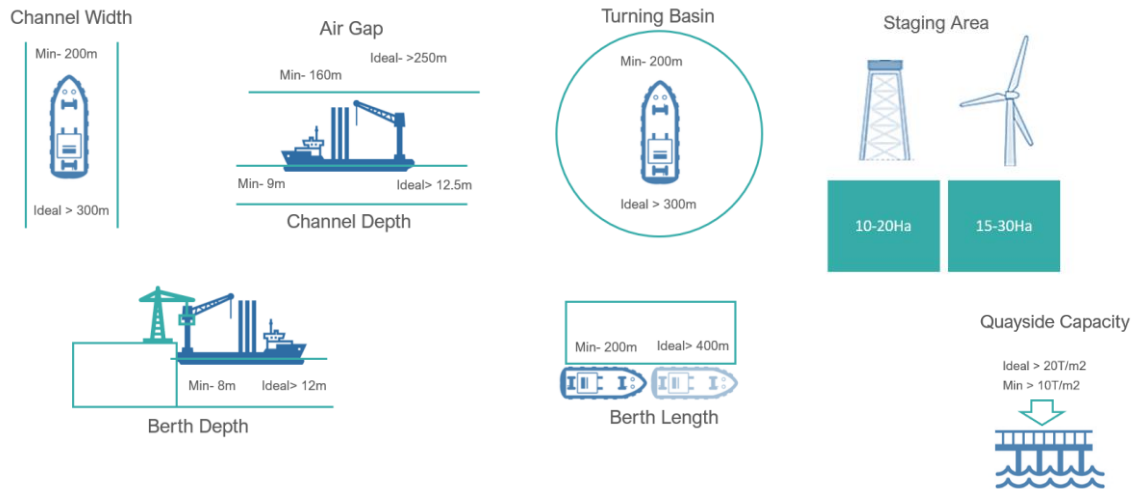 Channel Width
Min- 200m
Ideal > 300m
Air Gap
Ideal- >250m
Min- 160m
Min- 9m
Ideal> 12.5m
Channel Depth
Turning Basin
Min- 200m
Ideal > 300m
Staging Area
10-20Ha
15-30Ha
Min- 8m
Ideal> 12m
Berth Depth
Min- 200m
Ideal> 400m
Berth Length
Quayside Capacity
Ideal > 20T/m2
Min > 10T/m2